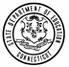 STATE DEPARTMENT OF EDUCATION
CONNECTICUT